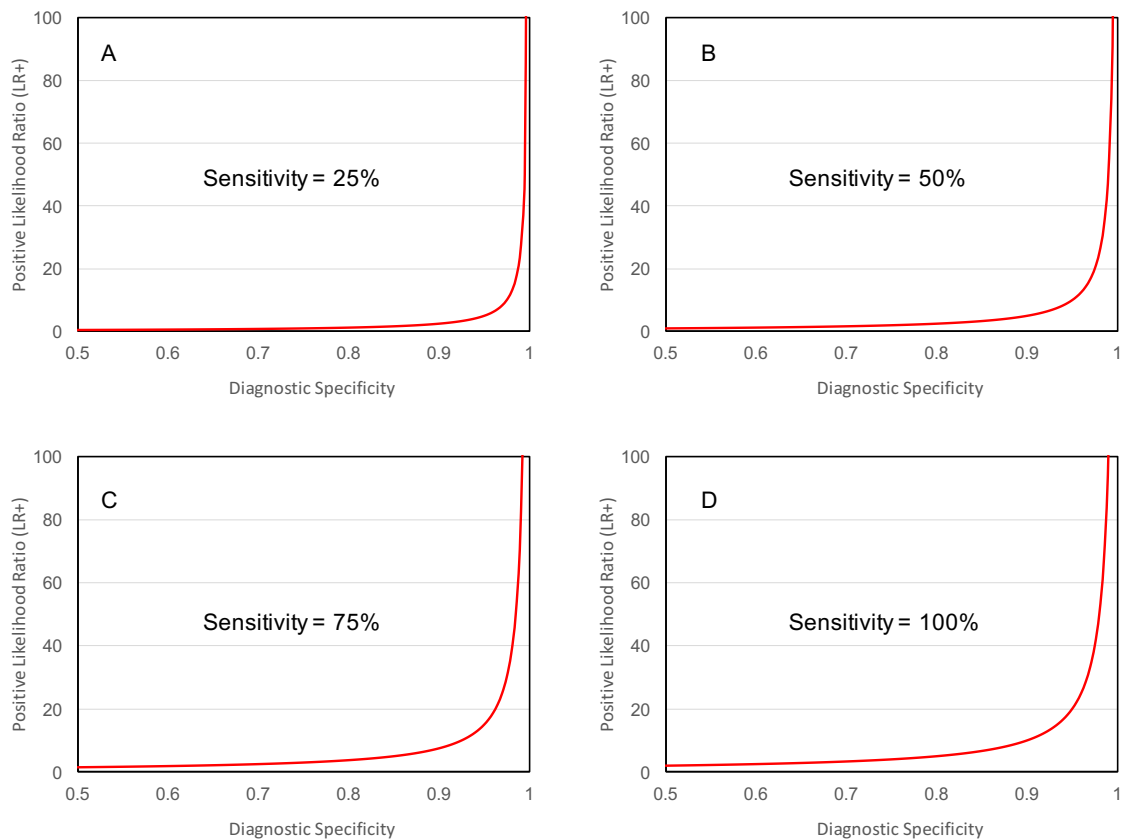 Positive Likelihood Ratio (LR+)
100
80
60
40
20
0
A
Sensitivity = 25%
0.5 0.6 0.7 0.8 0.9 1
Diagnostic Specificity
Positive Likelihood Ratio (LR+)
100
80
60
40
20
0
B
Sensitivity = 50%
0.5 0.6 0.7 0.8 0.9 1
Diagnostic Specificity
Positive Likelihood Ratio (LR+)
100
80
60
40
20
0
C
Sensitivity = 75%
0.5 0.6 0.7 0.8 0.9 1
Diagnostic Specificity
Positive Likelihood Ratio (LR+)
100
80
60
40
20
0
D
Sensitivity = 100%
0.5 0.6 0.7 0.8 0.9 1
Diagnostic Specificity